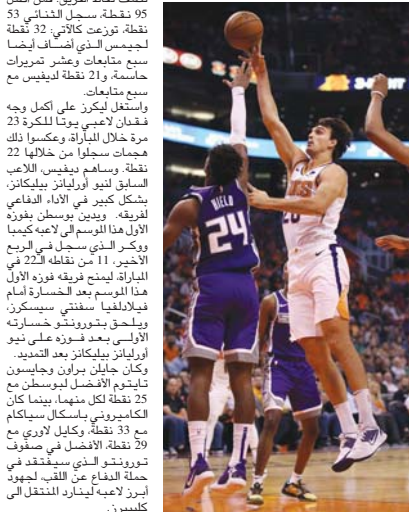 95 نقطة، سجل الثنائي 53
نقطة، توزعت كالآتي: 32 نقطة
لجيمس الذي أضاف أيضا
سبع متابعات وعشر تمريرات
حاسمة، و21 نقطة لديفيس مع
سبع متابعات.
واستغل ليكرز على أكمل وجه
فقدان لاعبي يوتا للكرة 23
مرة خلال المباراة، وعكسوا ذلك
هجمات سجلوا من خلالها 22
نقطة. وساهم ديفيس، اللاعب
السابق لنيو أورليانز بيليكانز،
بشكل كبير في الأداء الدفاعي
لفريقه. ويدين بوسطن بفوزه
الأول هذا الموسم الى لاعبه كيمبا
ووكر الذي سجل في الربع
الأخير، 11 من نقاطه الـ22 في
المباراة، ليمنح فريقه فوزه الأول
هذا الموسم بعد الخسارة أمام
فيلادلفيا سفنتي سيسكرز،
ويلحق بتورونتو خسارته
الأولى بعد فوزه على نيو
أورليانز بيليكانز بعد التمديد.
وكان جايلن براون وجايسون
تايتوم الأفضل لبوسطن مع
25 نقطة لكل منهما، بينما كان
الكاميروني باسكال سياكام
مع 33 نقطة، وكايل لاوري مع
29 نقطة، الأفضل في صفوف
تورونتو الذي سيفتقد في
حملة الدفاع عن اللقب، لجهود
أبرز لاعبه لينارد المنتقل الى
كليبرز.
HIELD
24